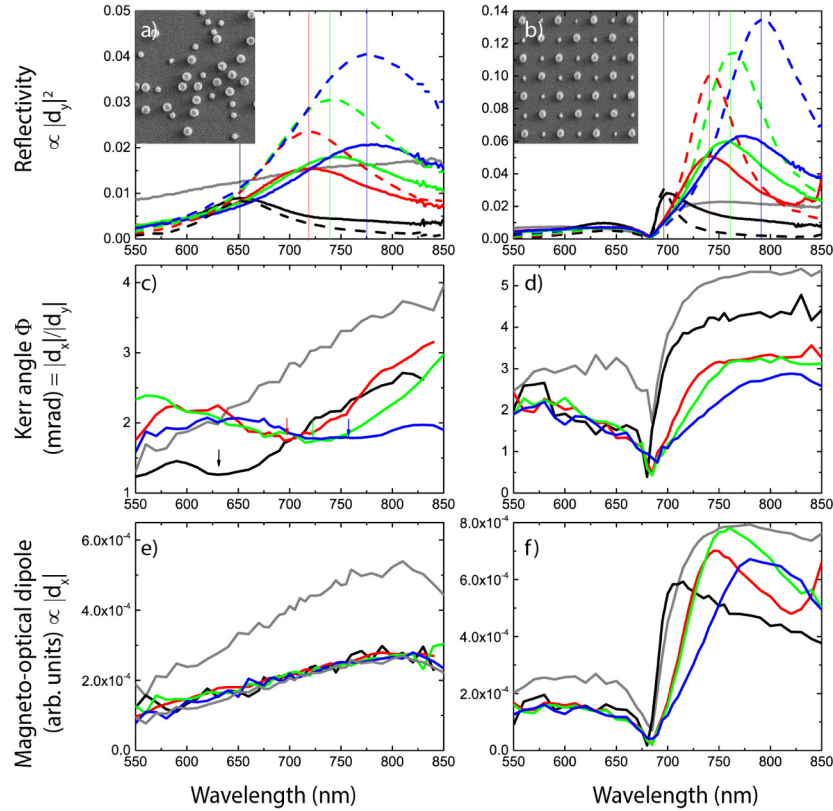 a)
0.05
0.04
0.03
0.02
0.01
0.00
550 600 650 700 750 800 850
Reflectivity
∝ |d_y|²
b)
0.14
0.12
0.10
0.08
0.06
0.04
0.02
0.00
550 600 650 700 750 800 850
c)
4
3
2
1
550 600 650 700 750 800 850
Kerr angle Φ
(mrad) = |d_x|/|d_y|
d)
5
4
3
2
1
0
550 600 650 700 750 800 850
e)
6.0x10⁻⁴
4.0x10⁻⁴
2.0x10⁻⁴
0.0
550 600 650 700 750 800 850
Magneto-optical dipole
(arb. units) ∝ |d_x|
f)
8.0x10⁻⁴
6.0x10⁻⁴
4.0x10⁻⁴
2.0x10⁻⁴
0.0
550 600 650 700 750 800 850
Wavelength (nm)
Wavelength (nm)